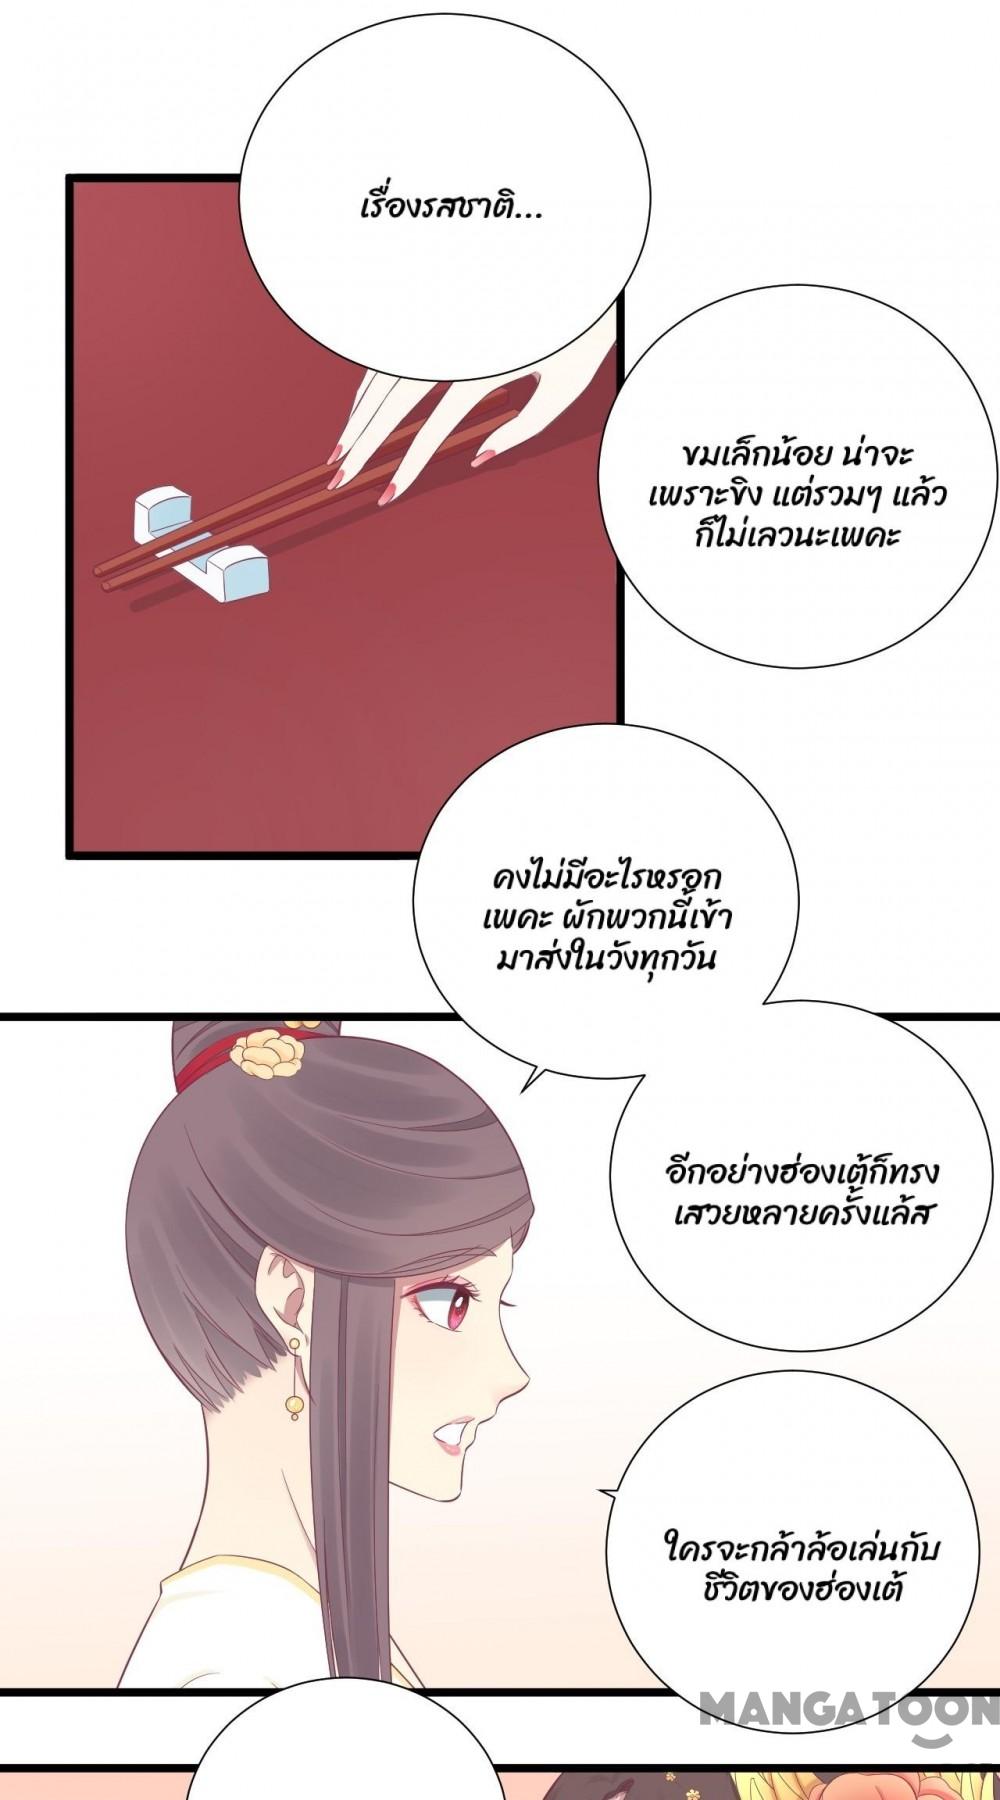 เรื่องรสชาติ...
ขมเล็กน้อย น่าจะ
เพราะขิง แต่รวมๆ แล้ว
ก็ไม่เลวนะเพคะ
คงไม่มีอะไรหรอก
เพคะ ผักพวกนี้เข้า
มาส่งในวังทุกวัน
อีกอย่างฮ่องเต้ก็ทรง
เสวยหลายครั้งแล้ส
ใครจะกล้าล้อเล่นกับ
ชีวิตของฮ่องเต้
MANGATOON